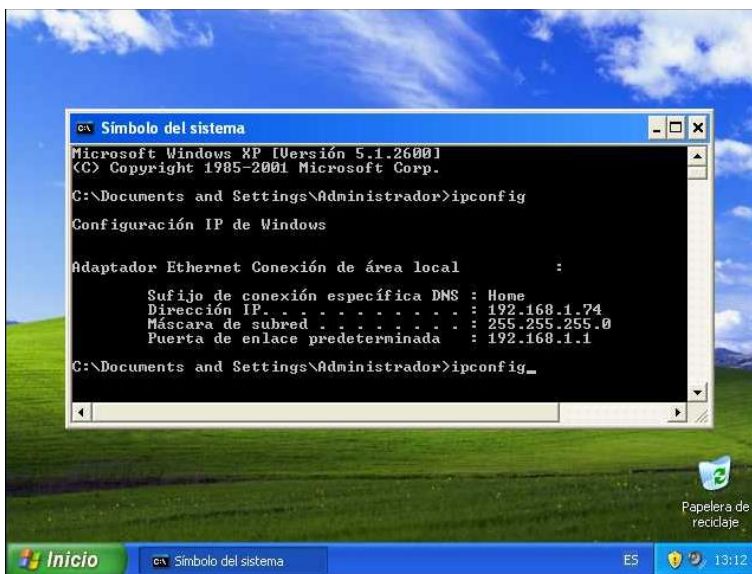 Símbolo del sistema
Microsoft Windows XP [Versión 5.1.2600]
(C) Copyright 1985-2001 Microsoft Corp.
C:\Documents and Settings\Administrador>ipconfig
Configuración IP de Windows
Adaptador Ethernet Conexión de área local :
Sufijo de conexión específica DNS : Home
Dirección IP. . . . . . . . . . . : 192.168.1.74
Máscara de subred . . . . . . . . : 255.255.255.0
Puerta de enlace predeterminada : 192.168.1.1
C:\Documents and Settings\Administrador>ipconfig_
Papelera de
reciclaje
Inicio
Símbolo del sistema
ES
13:12